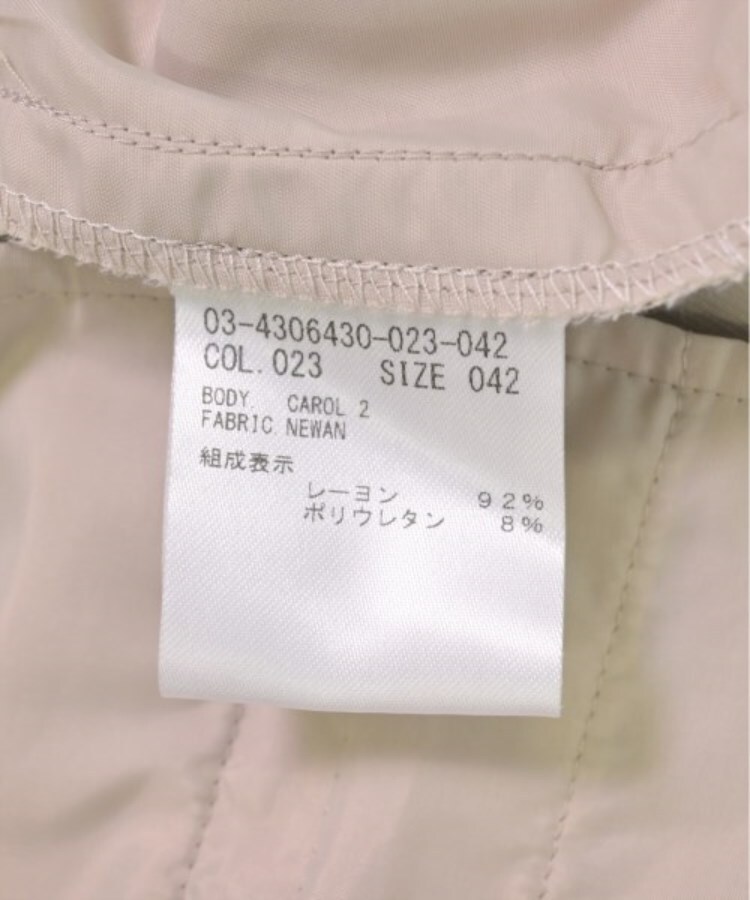 03-4306430-023-042
COL. 023 SIZE 042
BODY. CAROL 2
FABRIC. NEWAN
組成表示
レーヨン 92%
ポリウレタン 8%